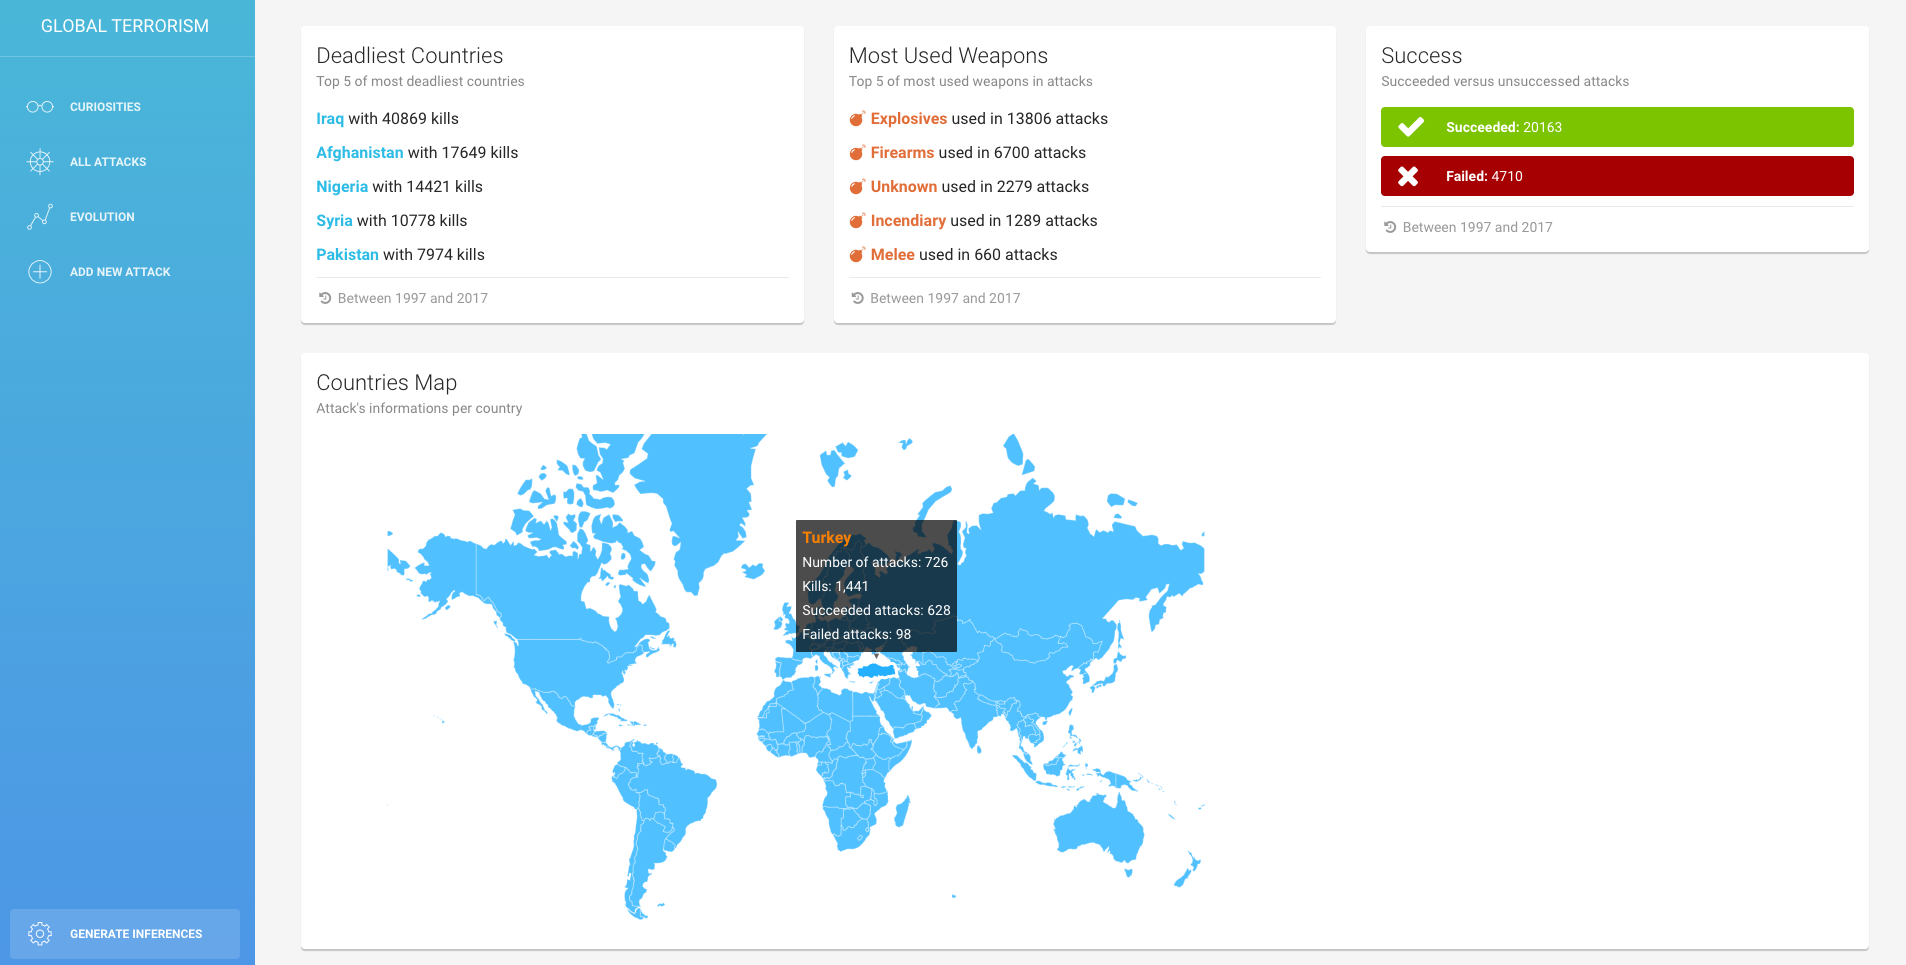 GLOBAL TERRORISM
CURIOSITIES
ALL ATTACKS
EVOLUTION
ADD NEW ATTACK
GENERATE INFERENCES
Deadliest Countries
Top 5 of most deadliest countries
Iraq with 40869 kills
Afghanistan with 17649 kills
Nigeria with 14421 kills
Syria with 10778 kills
Pakistan with 7974 kills
Between 1997 and 2017
Most Used Weapons
Top 5 of most used weapons in attacks
Explosives used in 13806 attacks
Firearms used in 6700 attacks
Unknown used in 2279 attacks
Incendiary used in 1289 attacks
Melee used in 660 attacks
Between 1997 and 2017
Success
Succeeded versus unsuccessed attacks
Succeeded: 20163
Failed: 4710
Between 1997 and 2017
Countries Map
Attack's informations per country
Turkey
Number of attacks: 726
Kills: 1,441
Succeeded attacks: 628
Failed attacks: 98